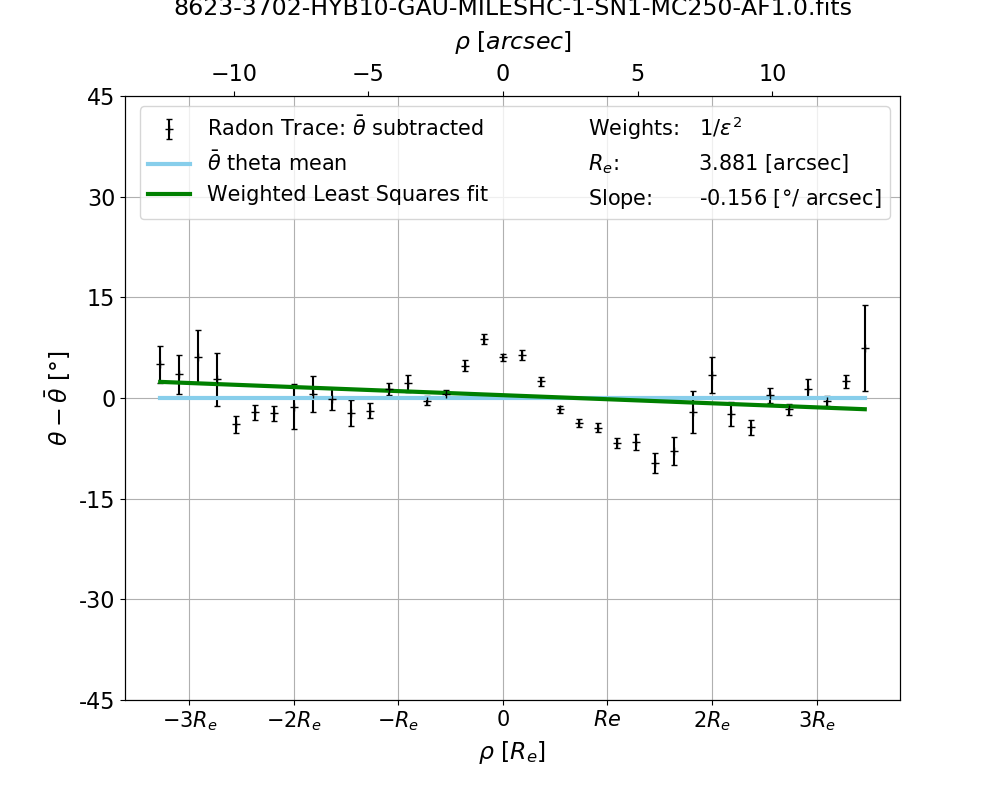 8623-3702-HYB10-GAU-MILESHC-1-SN1-MC250-AF1.0.fits
ρ [arcsec]
−10 −5 0 5 10
45
30
15
0
-15
-30
-45
θ − θ̄ [°]
Radon Trace: θ̄ subtracted
θ̄ theta mean
Weighted Least Squares fit
Weights: 1/ε²
Rₑ: 3.881 [arcsec]
Slope: -0.156 [°/ arcsec]
−3Rₑ −2Rₑ −Rₑ 0 Re 2Rₑ 3Rₑ
ρ [Rₑ]